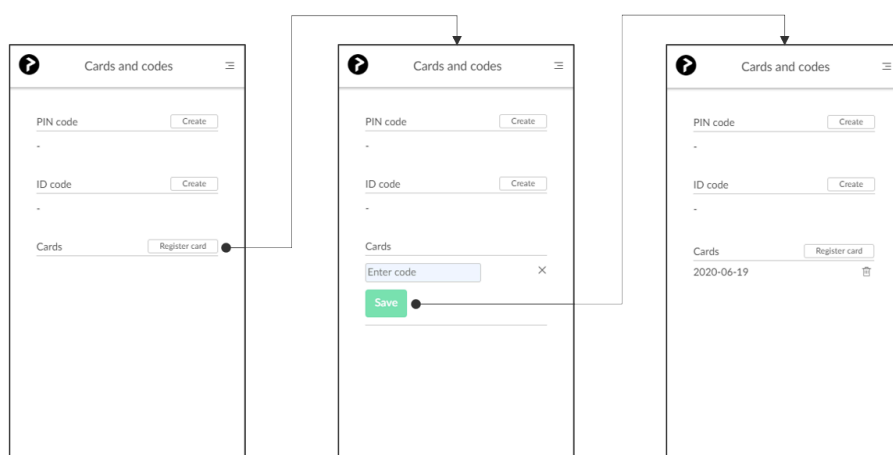 Cards and codes
PIN code Create
-
ID code Create
-
Cards Register card
Cards and codes
PIN code Create
-
ID code Create
-
Cards
Enter code
Save
Cards and codes
PIN code Create
-
ID code Create
-
Cards Register card
2020-06-19